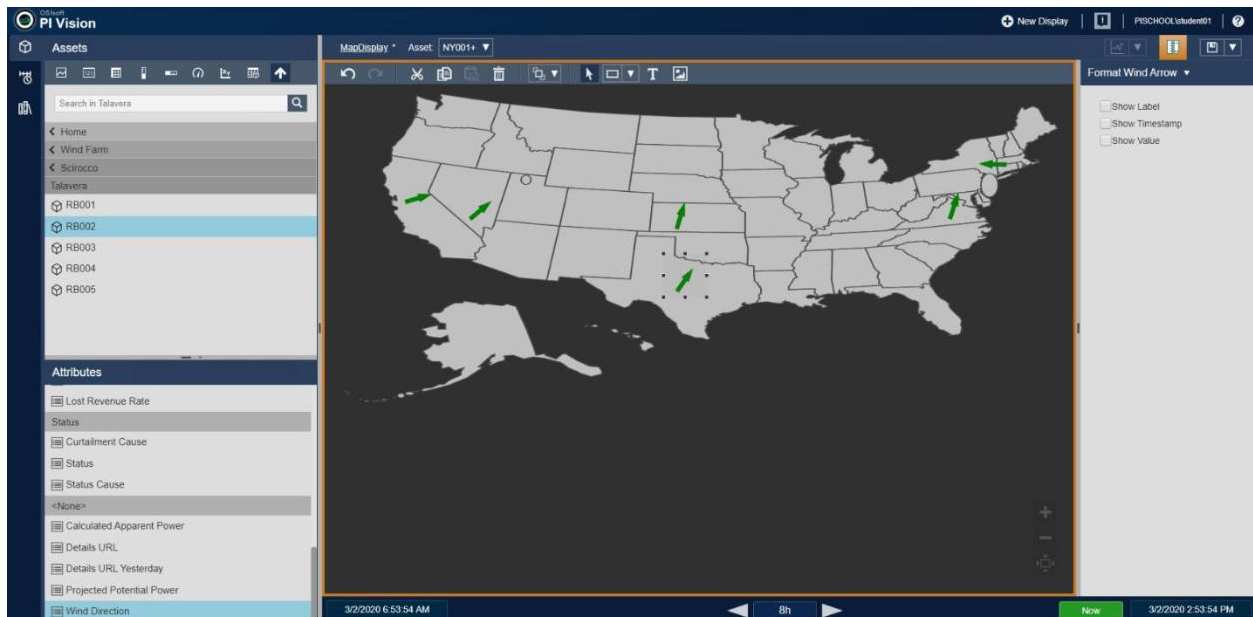 OSIsoft
PI Vision
New Display
PISCHOOL\student01
Assets
MapDisplay * Asset: NY001+
Format Wind Arrow
Search in Talavera
Home
Wind Farm
Scirocco
Talavera
RB001
RB002
RB003
RB004
RB005
Show Label
Show Timestamp
Show Value
Attributes
Lost Revenue Rate
Status
Curtailment Cause
Status
Status Cause
<None>
Calculated Apparent Power
Details URL
Details URL Yesterday
Projected Potential Power
Wind Direction
3/2/2020 6:53:54 AM
8h
Now
3/2/2020 2:53:54 PM